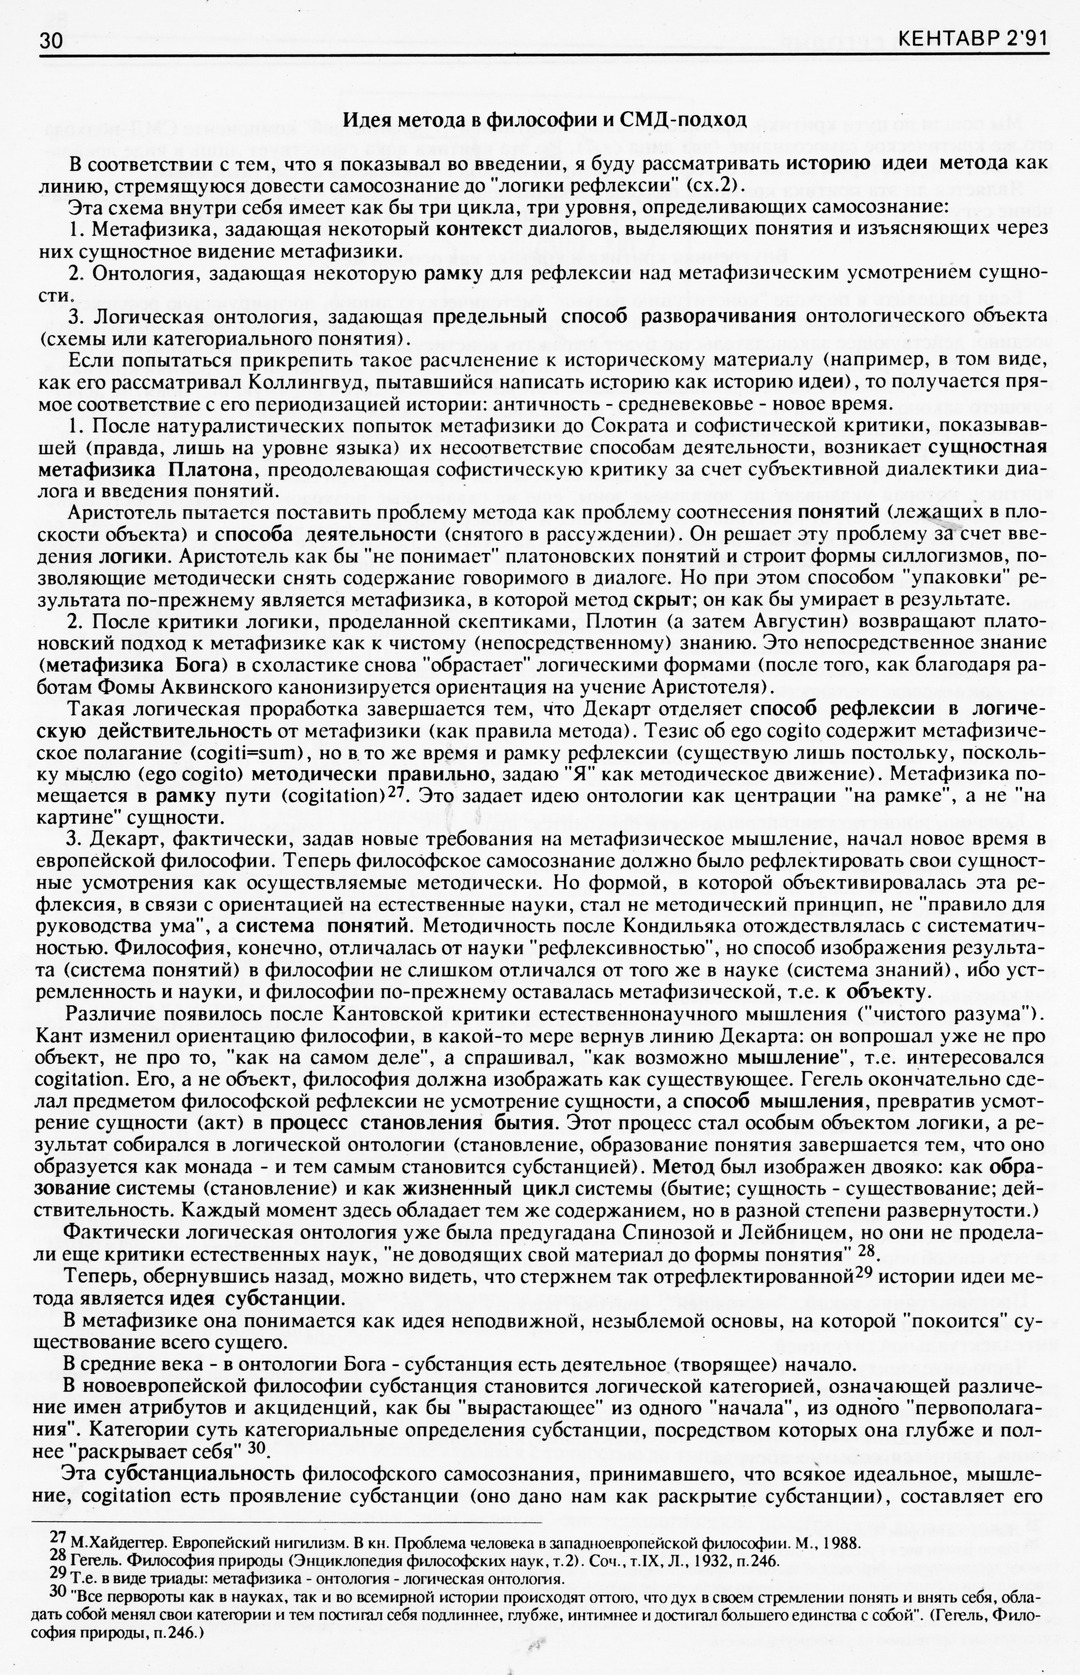 30
КЕНТАВР 2'91
Идея метода в философии и СМД-подход
В соответствии с тем, что я показывал во введении, я буду рассматривать историю идеи метода как
линию, стремящуюся довести самосознание до "логики рефлексии" (сх.2).
Эта схема внутри себя имеет как бы три цикла, три уровня, определивающих самосознание:
1. Метафизика, задающая некоторый контекст диалогов, выделяющих понятия и изъясняющих через
них сущностное видение метафизики.
2. Онтология, задающая некоторую рамку для рефлексии над метафизическим усмотрением сущно-
сти.
3. Логическая онтология, задающая предельный способ разворачивания онтологического объекта
(схемы или категориального понятия).
Если попытаться прикрепить такое расчленение к историческому материалу (например, в том виде,
как его рассматривал Коллингвуд, пытавшийся написать историю как историю идеи), то получается пря-
мое соответствие с его периодизацией истории: античность - средневековье - новое время.
1. После натуралистических попыток метафизики до Сократа и софистической критики, показывав-
шей (правда, лишь на уровне языка) их несоответствие способам деятельности, возникает сущностная
метафизика Платона, преодолевающая софистическую критику за счет субъективной диалектики диа-
лога и введения понятий.
Аристотель пытается поставить проблему метода как проблему соотнесения понятий (лежащих в пло-
скости объекта) и способа деятельности (снятого в рассуждении). Он решает эту проблему за счет вве-
дения логики. Аристотель как бы "не понимает" платоновских понятий и строит формы силлогизмов, по-
зволяющие методически снять содержание говоримого в диалоге. Но при этом способом "упаковки" ре-
зультата по-прежнему является метафизика, в которой метод скрыт; он как бы умирает в результате.
2. После критики логики, проделанной скептиками, Плотин (а затем Августин) возвращают плато-
новский подход к метафизике как к чистому (непосредственному) знанию. Это непосредственное знание
(метафизика Бога) в схоластике снова "обрастает" логическими формами (после того, как благодаря ра-
ботам Фомы Аквинского канонизируется ориентация на учение Аристотеля).
Такая логическая проработка завершается тем, что Декарт отделяет способ рефлексии в логиче-
скую действительность от метафизики (как правила метода). Тезис об ego cogito содержит метафизиче-
ское полагание (cogiti=sum), но в то же время и рамку рефлексии (существую лишь постольку, посколь-
ку мыслю (ego cogito) методически правильно, задаю "Я" как методическое движение). Метафизика по-
мещается в рамку пути (cogitation)27. Это задает идею онтологии как центрации "на рамке", а не "на
картине" сущности.
3. Декарт, фактически, задав новые требования на метафизическое мышление, начал новое время в
европейской философии. Теперь философское самосознание должно было рефлектировать свои сущност-
ные усмотрения как осуществляемые методически. Но формой, в которой объективировалась эта ре-
флексия, в связи с ориентацией на естественные науки, стал не методический принцип, не "правило для
руководства ума", а система понятий. Методичность после Кондильяка отождествлялась с систематич-
ностью. Философия, конечно, отличалась от науки "рефлексивностью", но способ изображения результа-
та (система понятий) в философии не слишком отличался от того же в науке (система знаний), ибо уст-
ремленность и науки, и философии по-прежнему оставалась метафизической, т.е. к объекту.
Различие появилось после Кантовской критики естественнонаучного мышления ("чистого разума").
Кант изменил ориентацию философии, в какой-то мере вернув линию Декарта: он вопрошал уже не про
объект, не про то, "как на самом деле", а спрашивал, "как возможно мышление", т.е. интересовался
cogitation. Его, а не объект, философия должна изображать как существующее. Гегель окончательно сде-
лал предметом философской рефлексии не усмотрение сущности, а способ мышления, превратив усмот-
рение сущности (акт) в процесс становления бытия. Этот процесс стал особым объектом логики, а ре-
зультат собирался в логической онтологии (становление, образование понятия завершается тем, что оно
образуется как монада - и тем самым становится субстанцией). Метод был изображен двояко: как обра-
зование системы (становление) и как жизненный цикл системы (бытие; сущность - существование; дей-
ствительность. Каждый момент здесь обладает тем же содержанием, но в разной степени развернутости.)
Фактически логическая онтология уже была предугадана Спинозой и Лейбницем, но они не продела-
ли еще критики естественных наук, "не доводящих свой материал до формы понятия" 28.
Теперь, обернувшись назад, можно видеть, что стержнем так отрефлектированной29 истории идеи ме-
тода является идея субстанции.
В метафизике она понимается как идея неподвижной, незыблемой основы, на которой "покоится" су-
ществование всего сущего.
В средние века - в онтологии Бога - субстанция есть деятельное (творящее) начало.
В новоевропейской философии субстанция становится логической категорией, означающей различе-
ние имен атрибутов и акциденций, как бы "вырастающее" из одного "начала", из одного "первополага-
ния". Категории суть категориальные определения субстанции, посредством которых она глубже и пол-
нее "раскрывает себя" 30.
Эта субстанциальность философского самосознания, принимавшего, что всякое идеальное, мышле-
ние, cogitation есть проявление субстанции (оно дано нам как раскрытие субстанции), составляет его
27 М.Хайдеггер. Европейский нигилизм. В кн. Проблема человека в западноевропейской философии. М., 1988.
28 Гегель. Философия природы (Энциклопедия философских наук, т.2). Соч., т.IX, Л., 1932, п.246.
29 Т.е. в виде триады: метафизика - онтология - логическая онтология.
30 "Все первороты как в науках, так и во всемирной истории происходят оттого, что дух в своем стремлении понять и внять себя, обла-
дать собой менял свои категории и тем постигал себя подлиннее, глубже, интимнее и достигал большего единства с собой". (Гегель, Фило-
софия природы, п.246.)